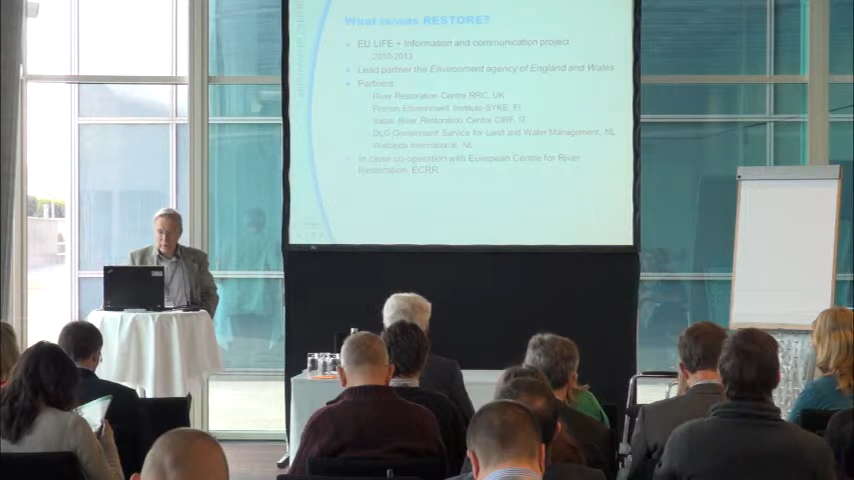 What is/was RESTORE?
EU LIFE + Information and communication project
2010-2013
Lead partner the Environment agency of England and Wales
Partners:
River Restoration Centre RRC, UK
Finnish Environment Institute SYKE, FI
Italian River Restoration Centre CIRF, IT
DLG Government Service for Land and Water Management, NL
Wetlands International, NL
In close co-operation with European Centre for River
Restoration, ECRR